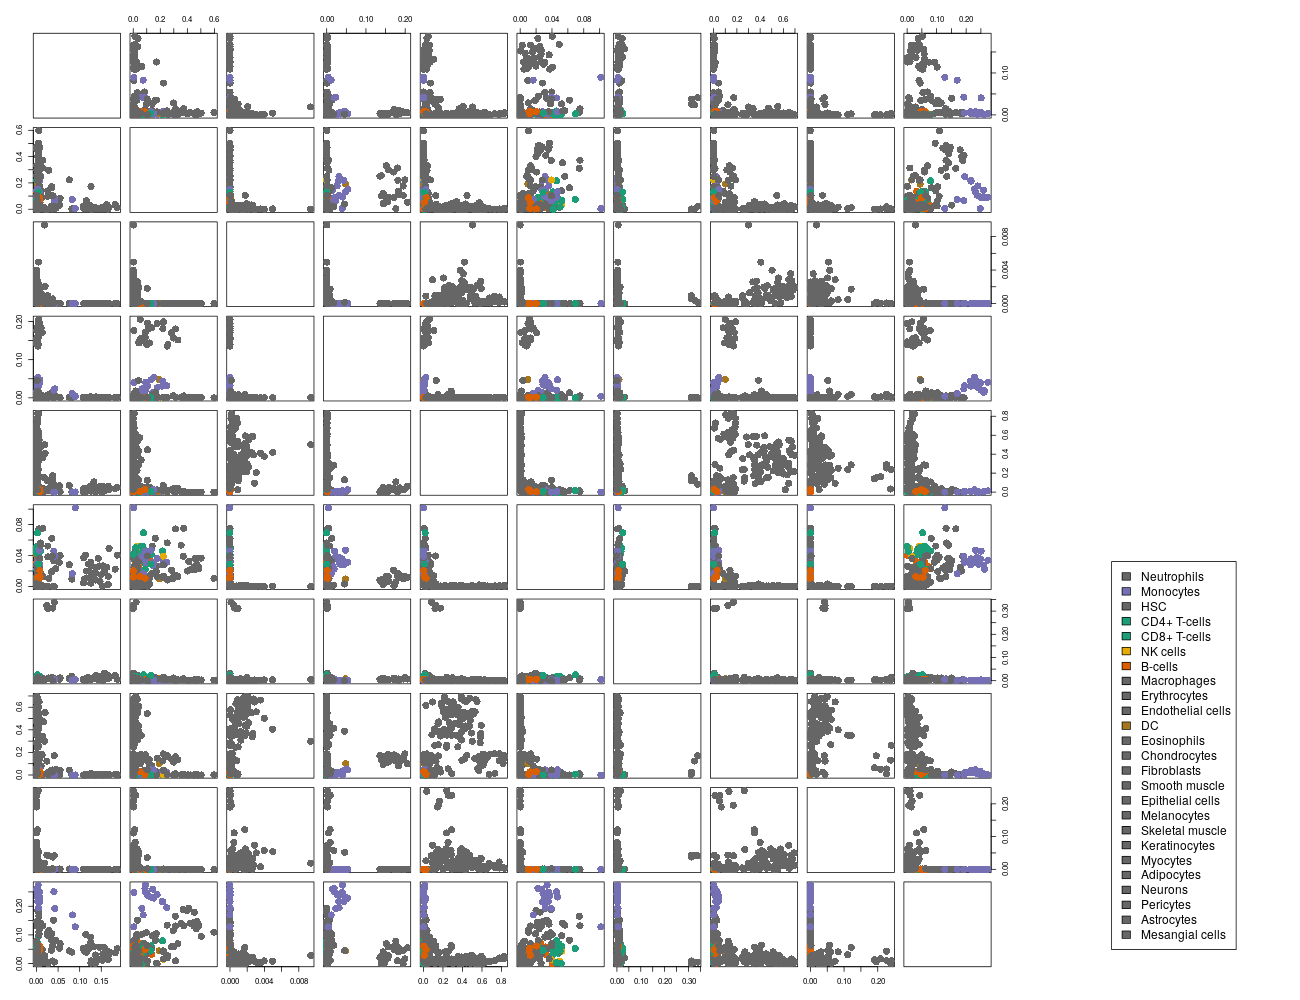 0.0 0.2 0.4 0.6 0.00 0.10 0.20 0.00 0.04 0.08 0.0 0.2 0.4 0.6 0.00 0.10 0.20
0.00 0.10
0.0 0.2 0.4 0.6
0.000 0.004 0.008
0.00 0.10 0.20
0.0 0.2 0.4 0.6 0.8
0.00 0.04 0.08
0.00 0.10 0.20 0.30
0.0 0.2 0.4 0.6
0.00 0.10 0.20
0.00 0.10 0.20
0.00 0.05 0.10 0.15 0.000 0.004 0.008 0.0 0.2 0.4 0.6 0.8 0.00 0.10 0.20 0.30 0.00 0.10 0.20
Neutrophils
Monocytes
HSC
CD4+ T-cells
CD8+ T-cells
NK cells
B-cells
Macrophages
Erythrocytes
Endothelial cells
DC
Eosinophils
Chondrocytes
Fibroblasts
Smooth muscle
Epithelial cells
Melanocytes
Skeletal muscle
Keratinocytes
Myocytes
Adipocytes
Neurons
Pericytes
Astrocytes
Mesangial cells